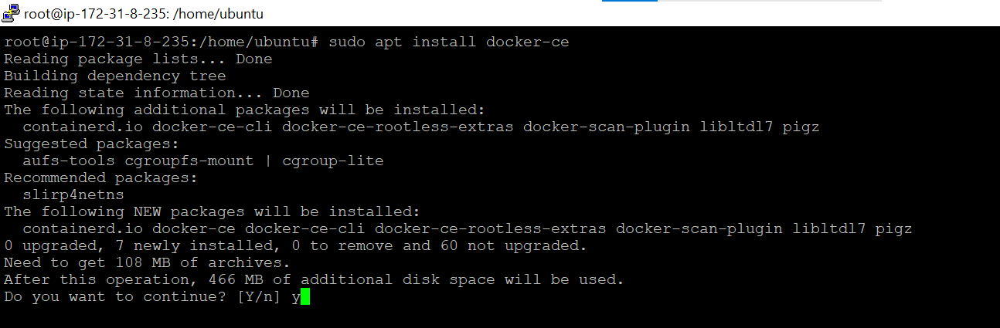 root@ip-172-31-8-235: /home/ubuntu
root@ip-172-31-8-235:/home/ubuntu# sudo apt install docker-ce
Reading package lists... Done
Building dependency tree
Reading state information... Done
The following additional packages will be installed:
  containerd.io docker-ce-cli docker-ce-rootless-extras docker-scan-plugin libltdl7 pigz
Suggested packages:
  aufs-tools cgroupfs-mount | cgroup-lite
Recommended packages:
  slirp4netns
The following NEW packages will be installed:
  containerd.io docker-ce docker-ce-cli docker-ce-rootless-extras docker-scan-plugin libltdl7 pigz
0 upgraded, 7 newly installed, 0 to remove and 60 not upgraded.
Need to get 108 MB of archives.
After this operation, 466 MB of additional disk space will be used.
Do you want to continue? [Y/n] y